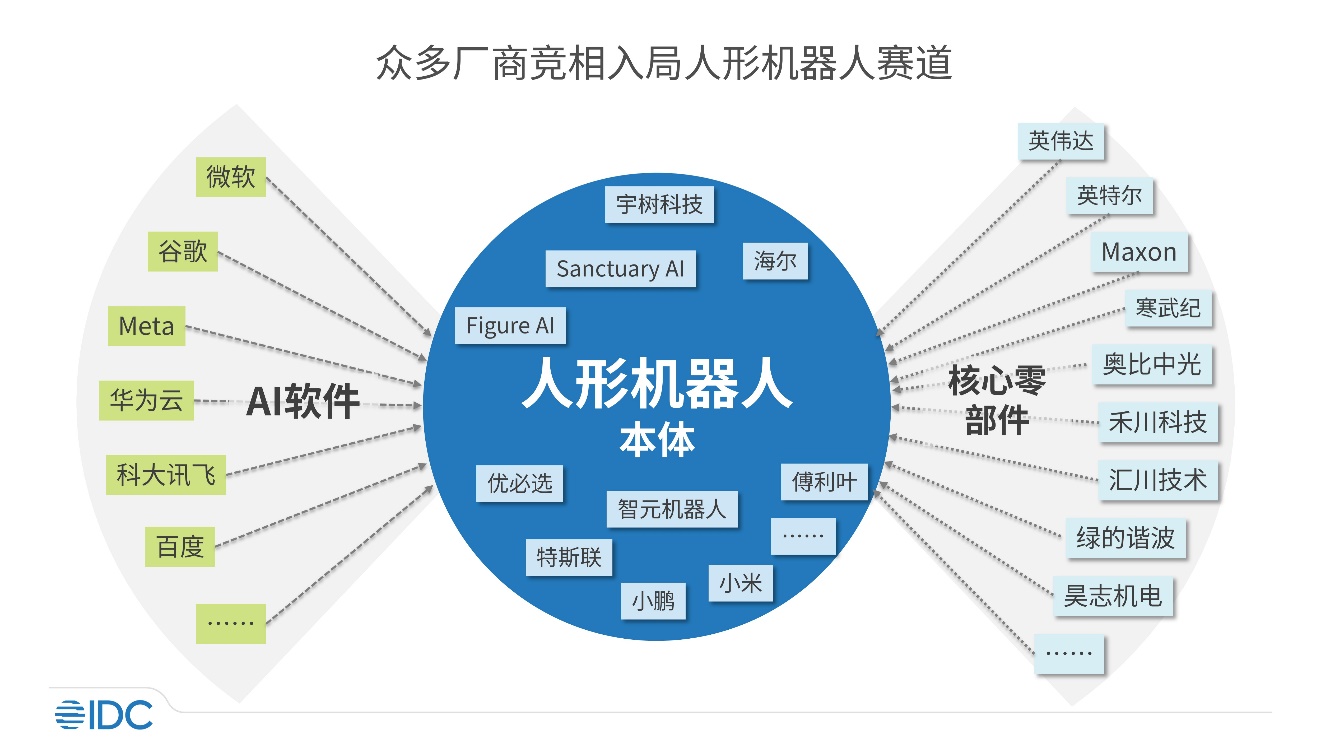 众多厂商竞相入局人形机器人赛道
微软
谷歌
Meta
华为云
科大讯飞
百度
……
AI软件
宇树科技
Sanctuary AI
海尔
Figure AI
人形机器人
本体
优必选
傅利叶
智元机器人
……
特斯联
小米
小鹏
核心零
部件
英伟达
英特尔
Maxon
寒武纪
奥比中光
禾川科技
汇川技术
绿的谐波
昊志机电
……
IDC